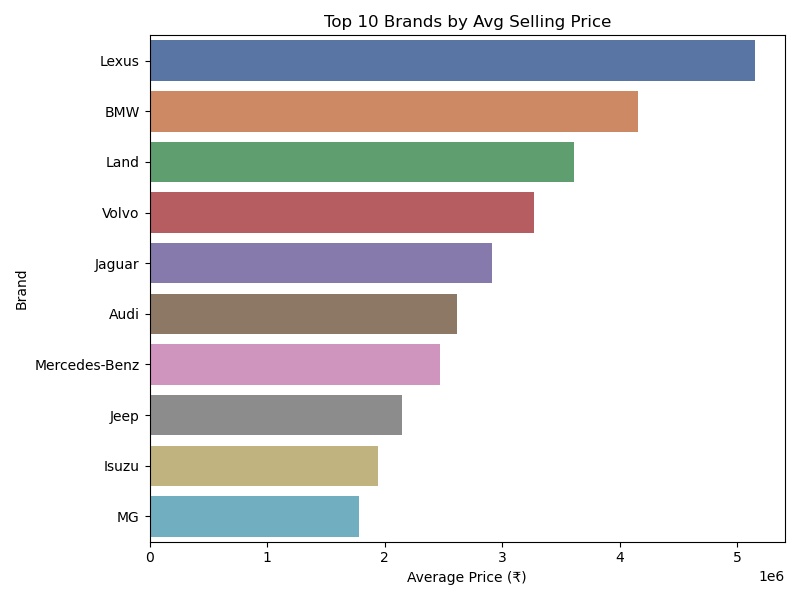 Top 10 Brands by Avg Selling Price
Brand
Lexus
BMW
Land
Volvo
Jaguar
Audi
Mercedes-Benz
Jeep
Isuzu
MG
0 1 2 3 4 5
1e6
Average Price (₹)